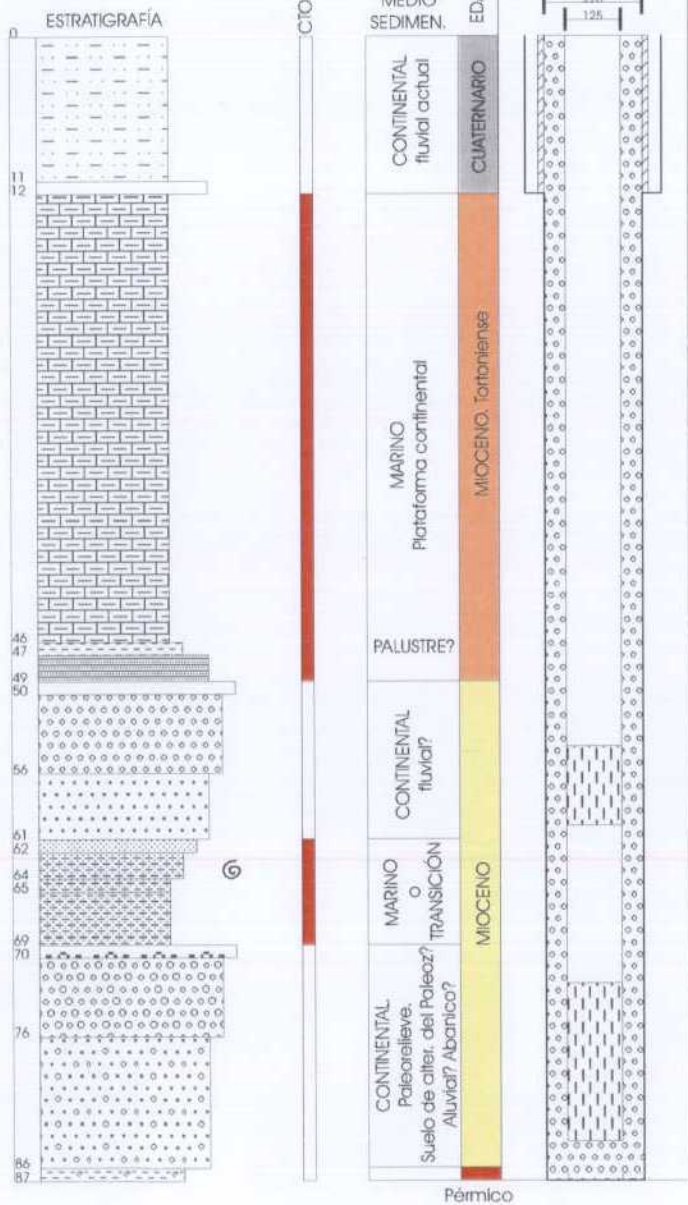 ESTRATIGRAFÍA
CTO
MEDIO
SEDIMEN.
ED
125
0
11
12
46
47
49
50
56
61
62
64
65
69
70
76
86
87
CONTINENTAL
fluvial actual
MARINO
Plataforma continental
PALUSTRE?
CONTINENTAL
fluvial?
MARINO
O
TRANSICIÓN
CONTINENTAL
Paleorelieve.
Suelo de alter. del Paleoz?
Aluvial? Abanico?
CUATERNARIO
MIOCENO. Tortoniense
MIOCENO
Pérmico